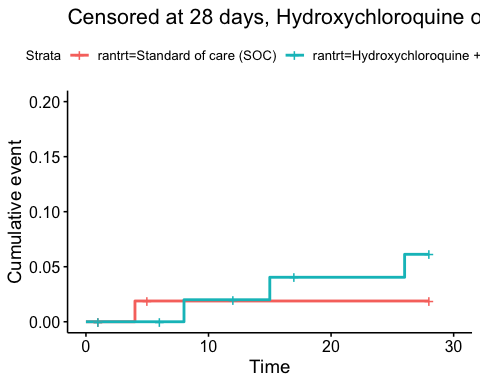 Censored at 28 days, Hydroxychloroquine o
Strata rantrt=Standard of care (SOC) rantrt=Hydroxychloroquine +
0.20
0.15
0.10
0.05
0.00
Cumulative event
0 10 20 30
Time